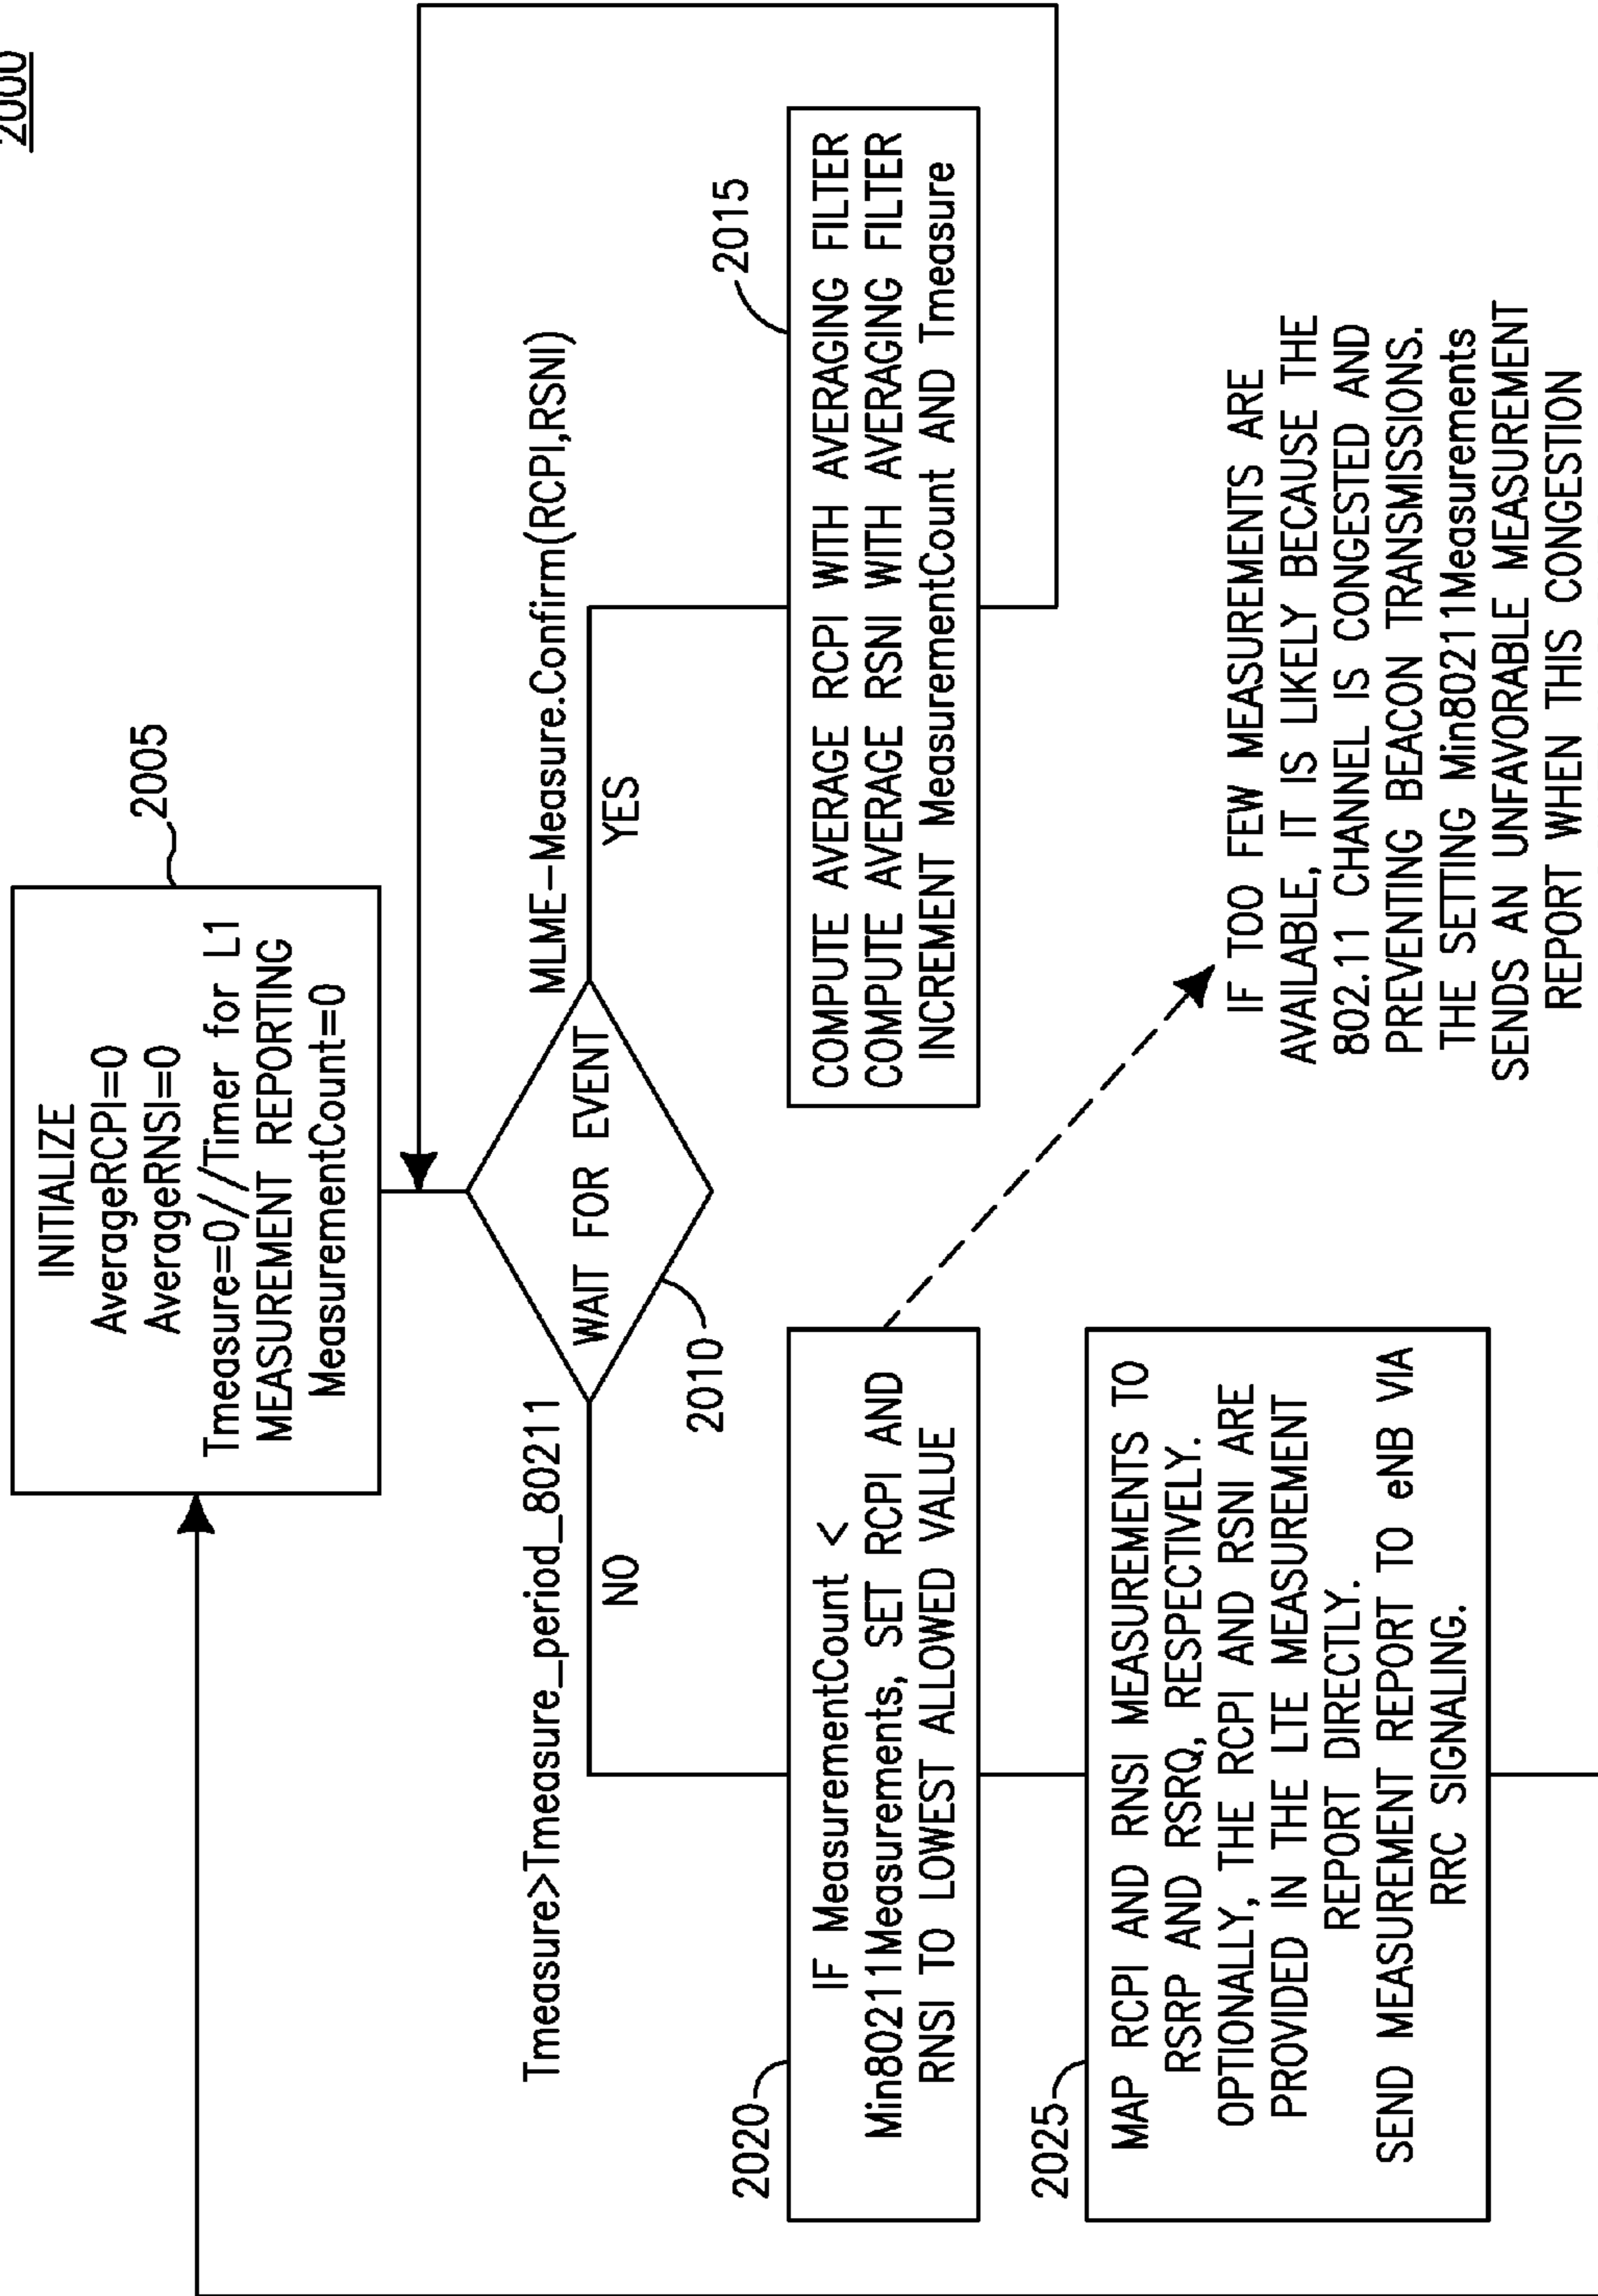 2000
INITIALIZE
AverageRCPI=0
AverageRNSI=0
Tmeasure=0//Timer for L1
MEASUREMENT REPORTING
MeasurementCount=0
2005
Tmeasure>Tmeasure_period_80211
NO
WAIT FOR EVENT
2010
MLME-Measure.Confirm(RCPI,RSNI)
YES
2015
COMPUTE AVERAGE RCPI WITH AVERAGING FILTER
COMPUTE AVERAGE RSNI WITH AVERAGING FILTER
INCREMENT MeasurementCount AND Tmeasure
2020
IF MeasurementCount <
Min80211Measurements, SET RCPI AND
RNSI TO LOWEST ALLOWED VALUE
2025
MAP RCPI AND RNSI MEASUREMENTS TO
RSRP AND RSRQ, RESPECTIVELY.
OPTIONALLY, THE RCPI AND RSNI ARE
PROVIDED IN THE LTE MEASUREMENT
REPORT DIRECTLY.
SEND MEASUREMENT REPORT TO eNB VIA
RRC SIGNALING.
IF TOO FEW MEASUREMENTS ARE
AVAILABLE, IT IS LIKELY BECAUSE THE
802.11 CHANNEL IS CONGESTED AND
PREVENTING BEACON TRANSMISSIONS.
THE SETTING Min80211Measurements
SENDS AN UNFAVORABLE MEASUREMENT
REPORT WHEN THIS CONGESTION